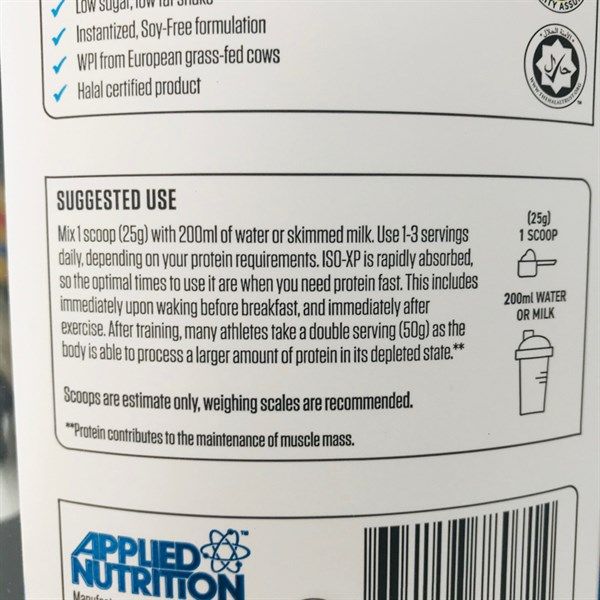 Low sugar, low fat shake
Instantized, Soy-Free formulation
WPI from European grass-fed cows
Halal certified product
SUGGESTED USE
Mix 1 scoop (25g) with 200ml of water or skimmed milk. Use 1-3 servings
daily, depending on your protein requirements. ISO-XP is rapidly absorbed,
so the optimal times to use it are when you need protein fast. This includes
immediately upon waking before breakfast, and immediately after
exercise. After training, many athletes take a double serving (50g) as the
body is able to process a larger amount of protein in its depleted state.**
Scoops are estimate only, weighing scales are recommended.
**Protein contributes to the maintenance of muscle mass.
(25g)
1 SCOOP
200ml WATER
OR MILK
APPLIED
NUTRITION
TM